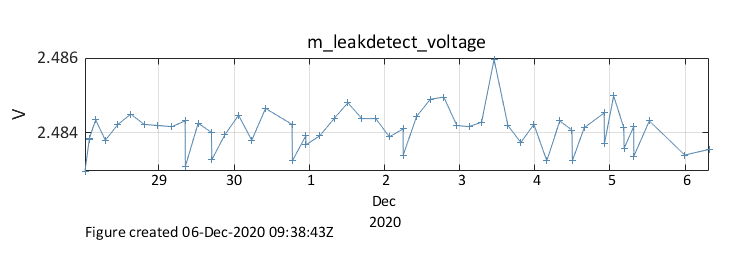 m_leakdetect_voltage
2.486
V
2.484
29 30 1 2 3 4 5 6
Dec
2020
Figure created 06-Dec-2020 09:38:43Z